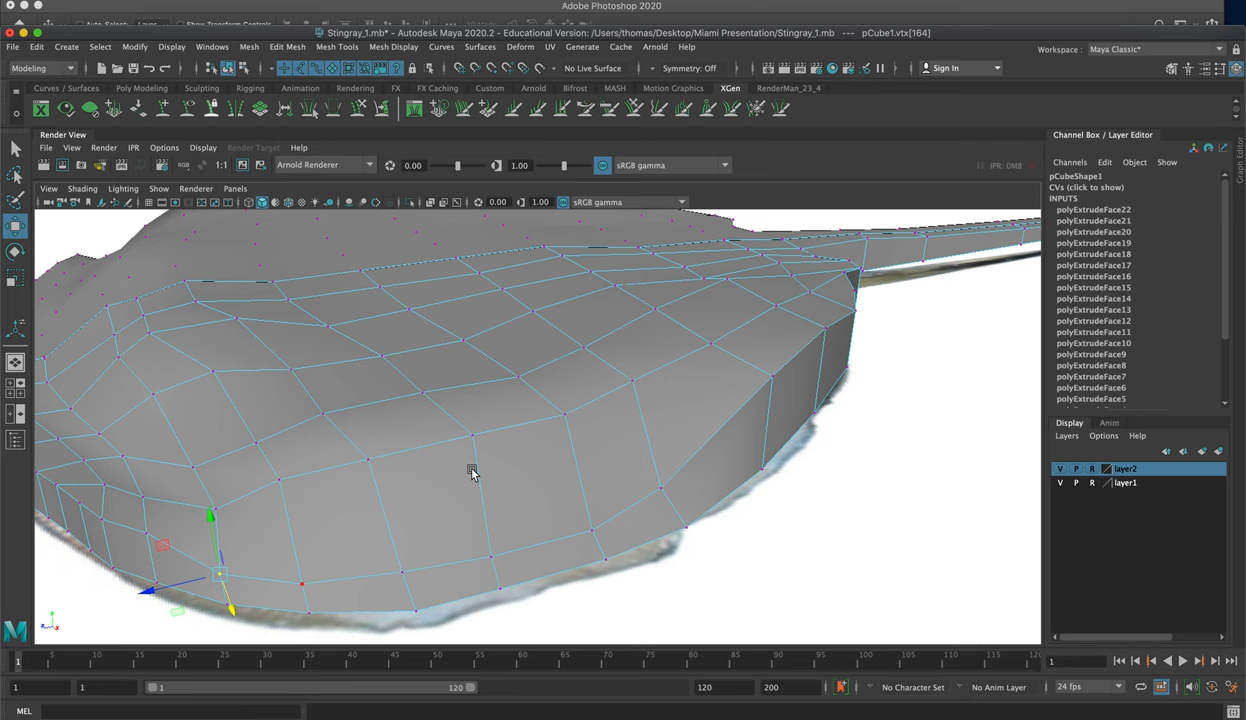 Autodesk Photoshop 2020
Stingray_1.mb* - Autodesk Maya 2020.2 - Educational Version: /Users/thomas/Desktop/Miami Presentation/Stingray_1.mb --- pCube1.vtx[164]
File Edit Create Select Modify Display Windows Mesh Edit Mesh Mesh Tools Mesh Display Curves Surfaces Deform UV Generate Cache Arnold Help
Workspace : Maya Classic*
Modeling No Live Surface Symmetry: Off Sign In
Curves / Surfaces Poly Modeling Sculpting Rigging Animation Rendering FX FX Caching Custom Arnold Bifrost MASH Motion Graphics XGen RenderMan_23_4
Render View
File View Render IPR Options Display Render Target Help
RGB 1:1 Arnold Renderer 0.00 1.00 sRGB gamma IPR: 0MB
View Shading Lighting Show Renderer Panels
0.00 1.00 sRGB gamma
Channel Box / Layer Editor
Channels Edit Object Show
pCubeShape1
CVs (click to show)
INPUTS
polyExtrudeFace22
polyExtrudeFace21
polyExtrudeFace20
polyExtrudeFace19
polyExtrudeFace18
polyExtrudeFace17
polyExtrudeFace16
polyExtrudeFace15
polyExtrudeFace14
polyExtrudeFace13
polyExtrudeFace12
polyExtrudeFace11
polyExtrudeFace10
polyExtrudeFace9
polyExtrudeFace8
polyExtrudeFace7
polyExtrudeFace6
polyExtrudeFace5
Display Anim
Layers Options Help
V P R layer2
V P R layer1
Graph Editor
1 5 10 15 20 25 30 35 40 45 50 55 60 65 70 75 80 85 90 95 100 105 110 115 120
1
1 1 1 120 120 200 No Character Set No Anim Layer 24 fps
MEL